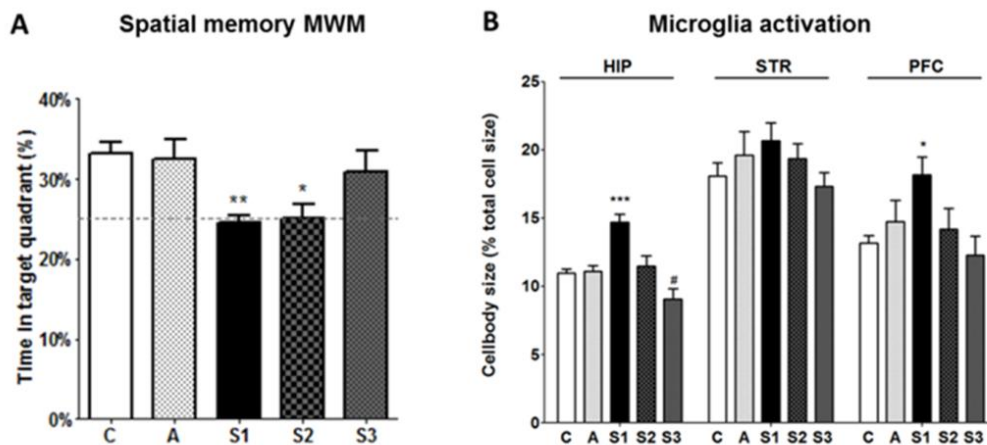 A
Spatial memory MWM
Time in target quadrant (%)
40%
30%
20%
10%
0%
**
*
C A S1 S2 S3
B
Microglia activation
HIP STR PFC
Cellbody size (% total cell size)
25
20
15
10
5
0
***
#
*
C A S1 S2 S3 C A S1 S2 S3 C A S1 S2 S3